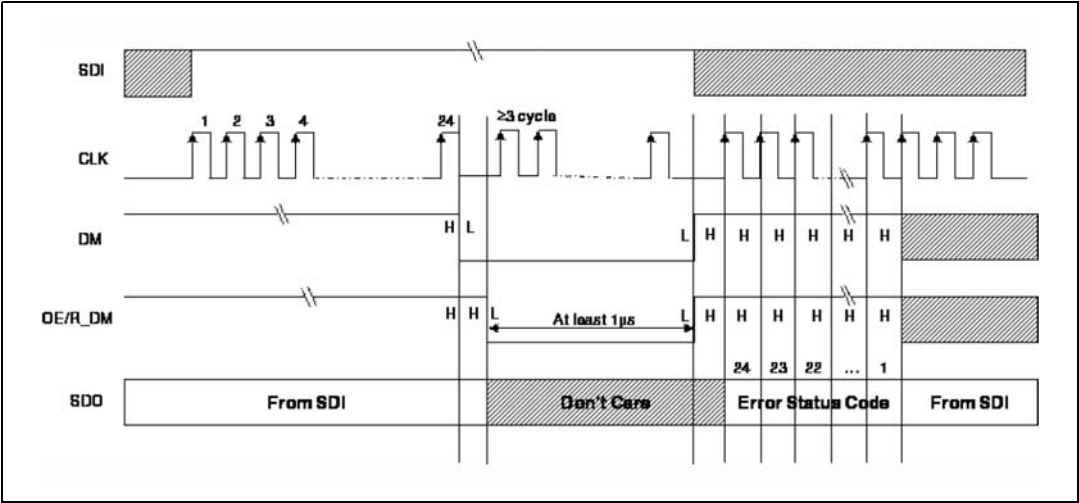 SDI
1 2 3 4 24 ≥3 cycle
CLK
H L L H H H H H H
DM
OE/R_DM
H H L At least 1µs L H H H H H H
24 23 22 ... 1
SDO From SDI Don't Care Error Status Code From SDI